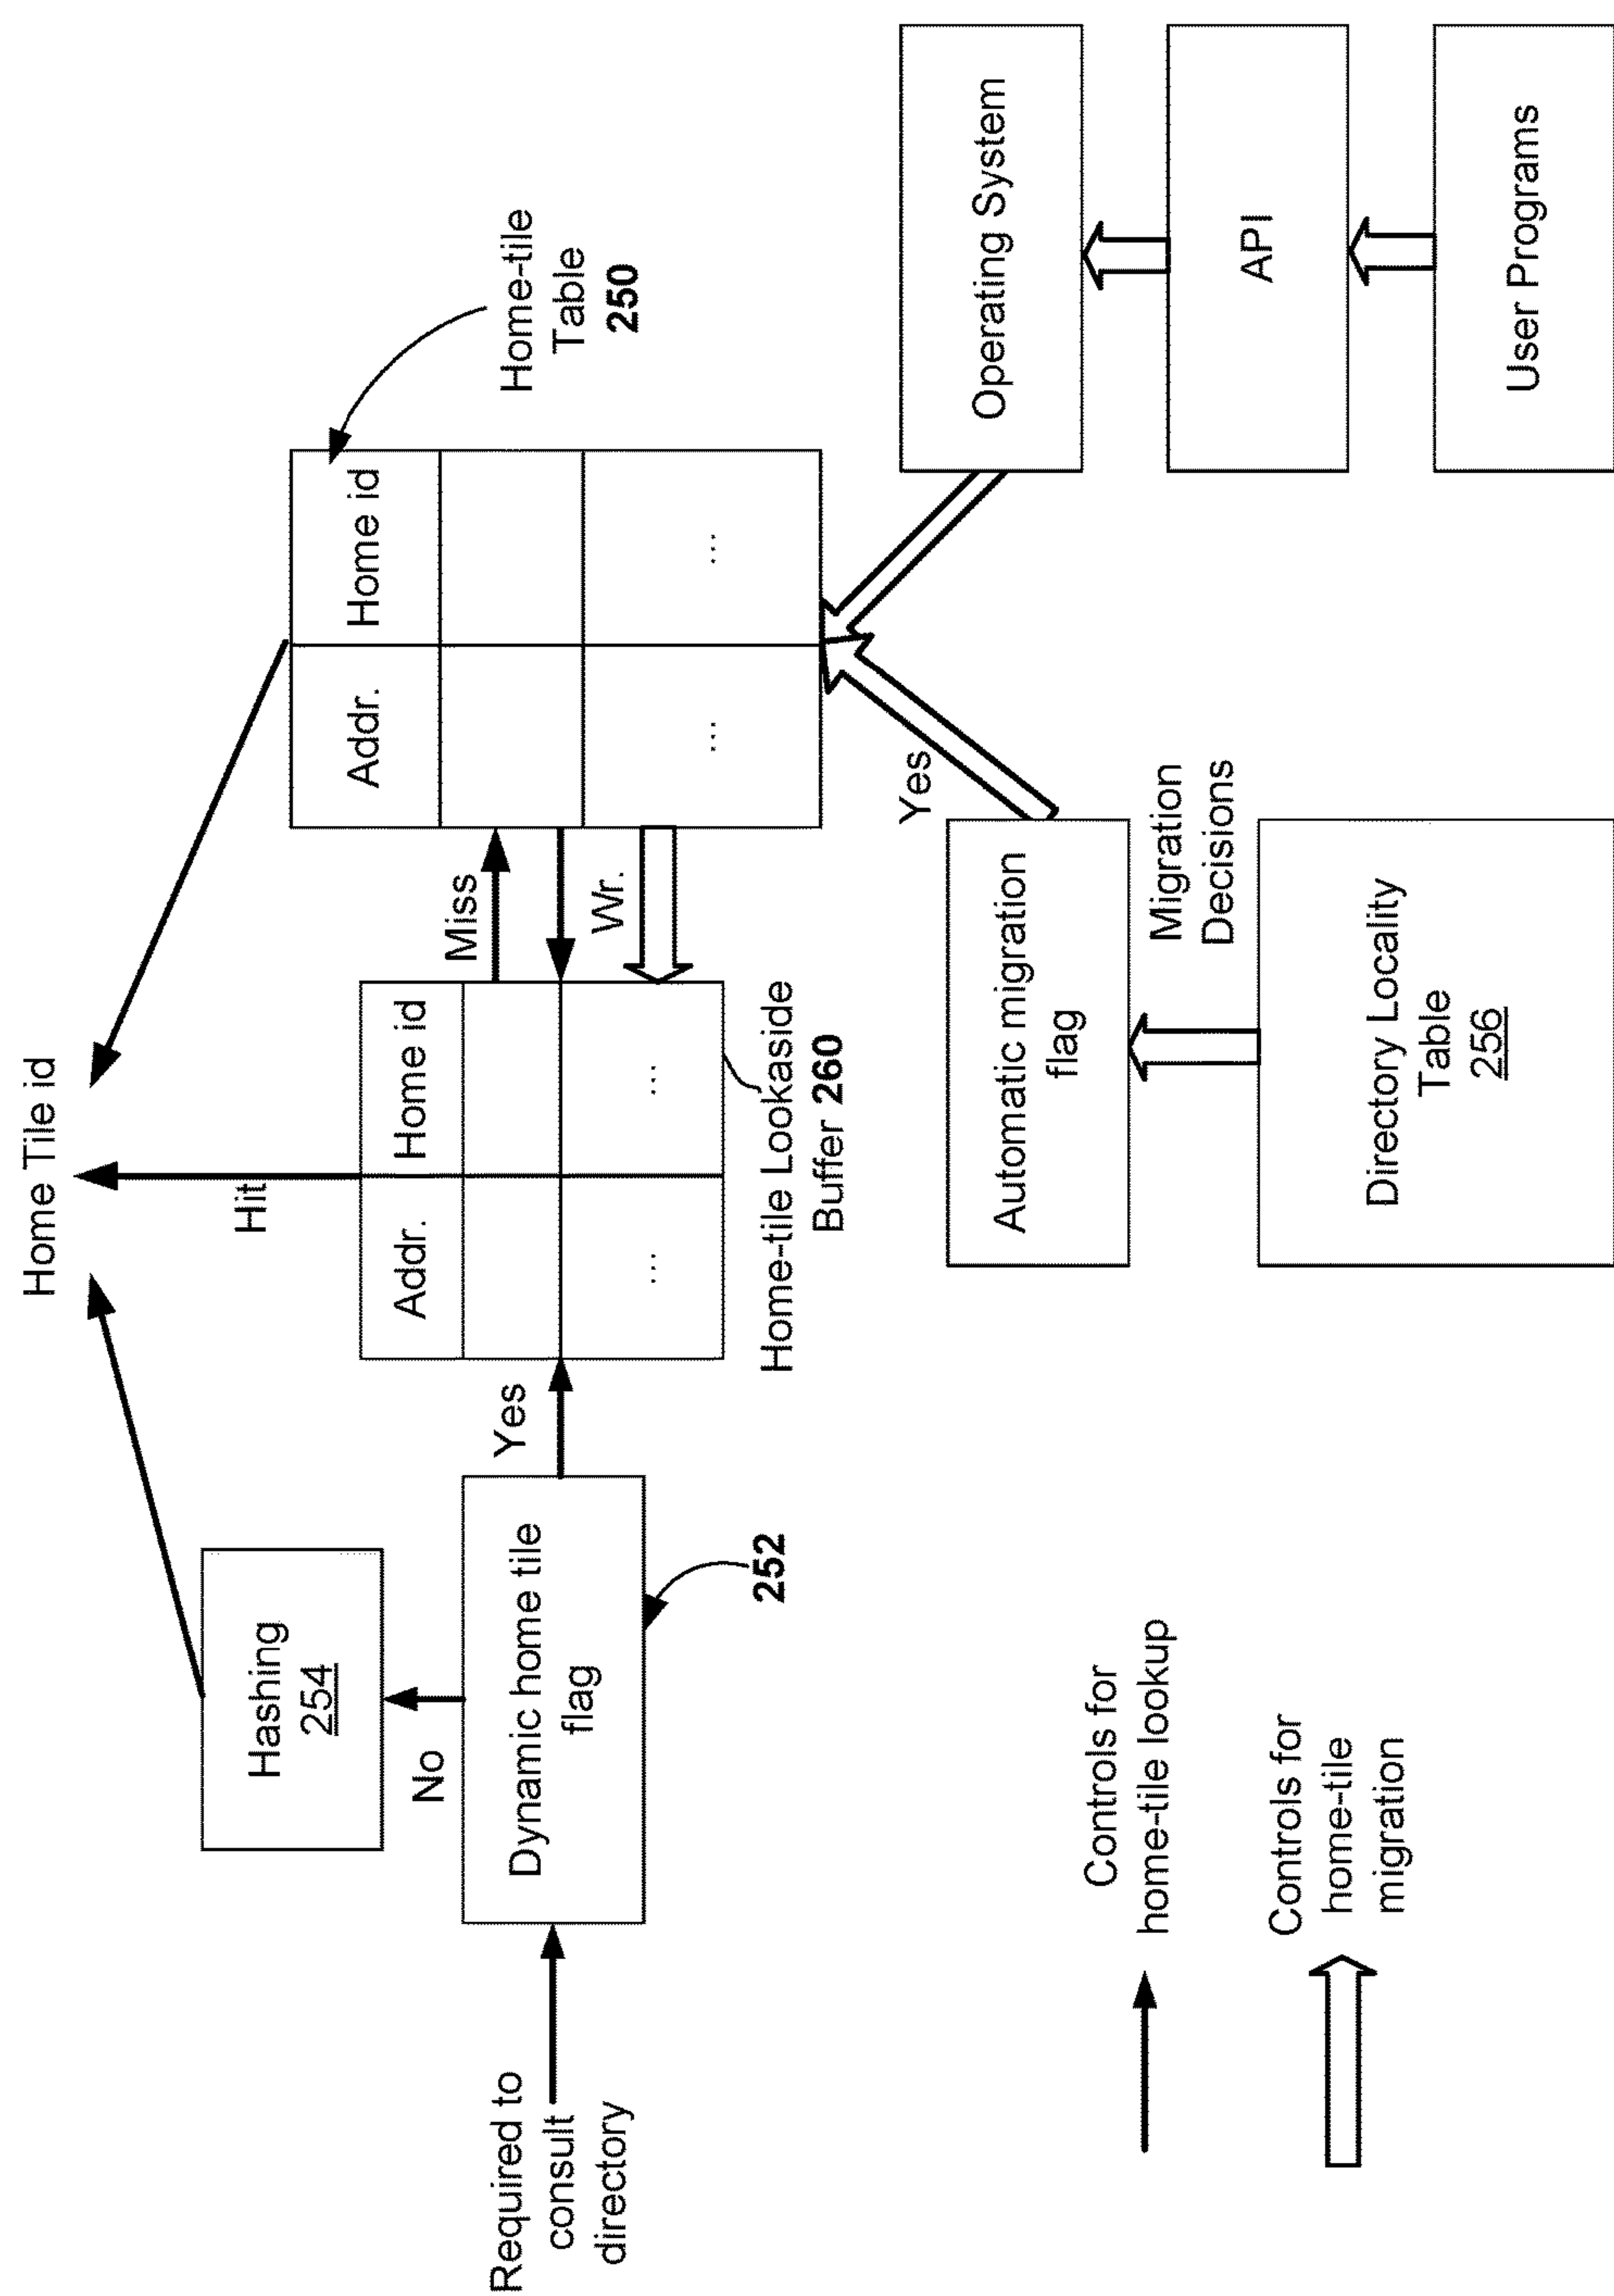 Home Tile id
Hashing
254
Hit
No
Required to
consult
directory
Dynamic home tile
flag
252
Yes
Addr.
Home id
...
...
Home-tile Lookaside
Buffer 260
Miss
Wr.
Addr.
Home id
...
...
Home-tile
Table
250
Yes
Automatic migration
flag
Migration
Decisions
Directory Locality
Table
256
Operating System
API
User Programs
Controls for
home-tile lookup
Controls for
home-tile
migration